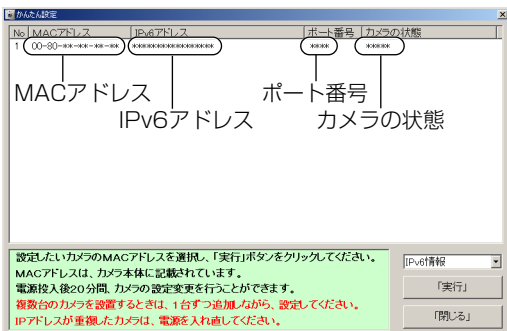 かんたん設定
No MACアドレス IPv6アドレス ポート番号 カメラの状態
1 00-80-**-**-**-** ***************** **** *****
MACアドレス ポート番号
IPv6アドレス カメラの状態
設定したいカメラのMACアドレスを選択し、「実行」ボタンをクリックしてください。
MACアドレスは、カメラ本体に記載されています。
電源投入後20分間、カメラの設定変更を行うことができます。
複数台のカメラを設置するときは、1台ずつ追加しながら、設定してください。
IPアドレスが重複したカメラは、電源を入れ直してください。
IPv6情報
「実行」
「閉じる」